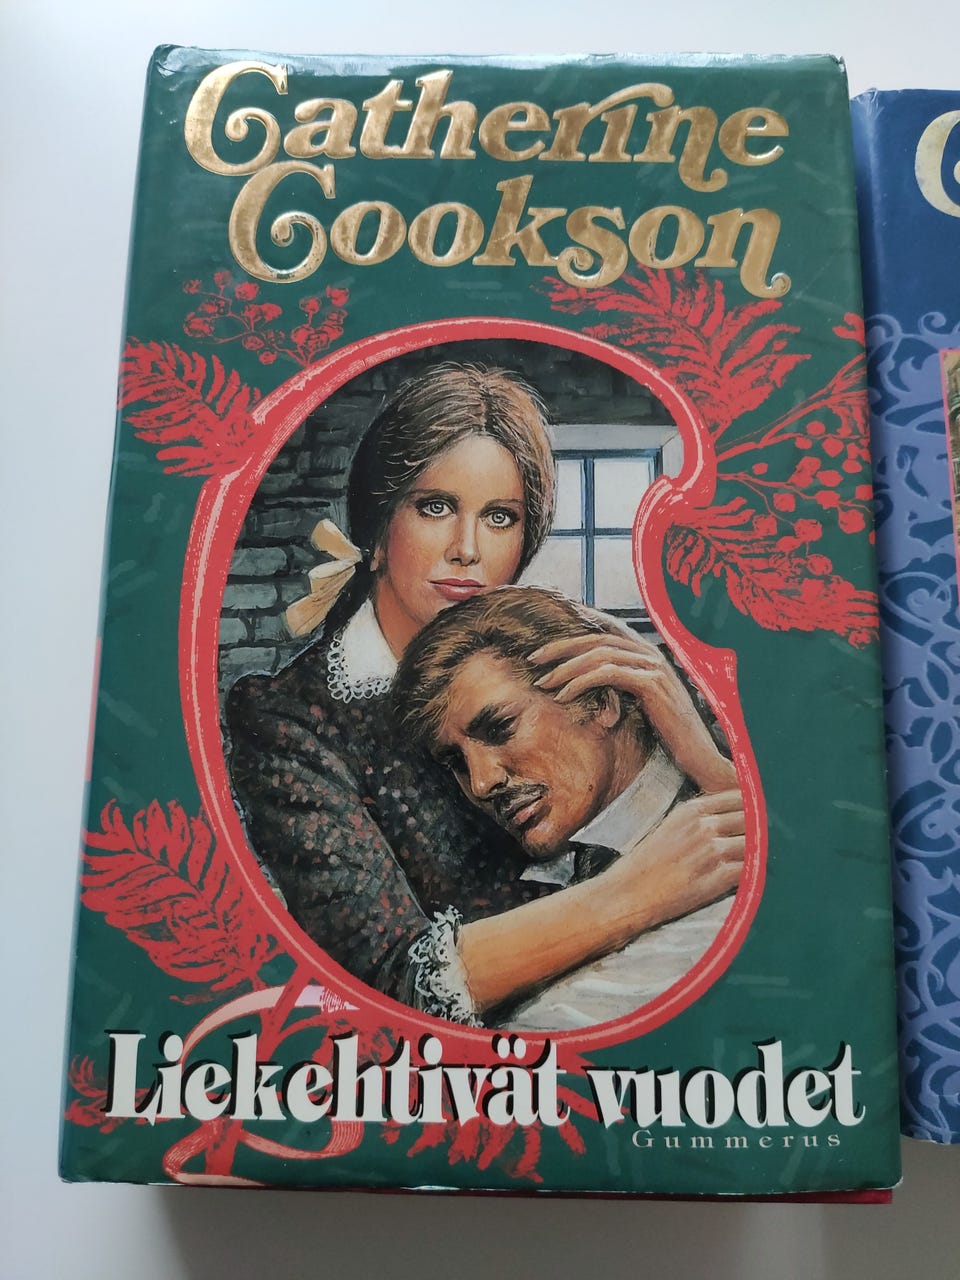 Catherine
Cookson
Liekehtivät vuodet
Gummerus